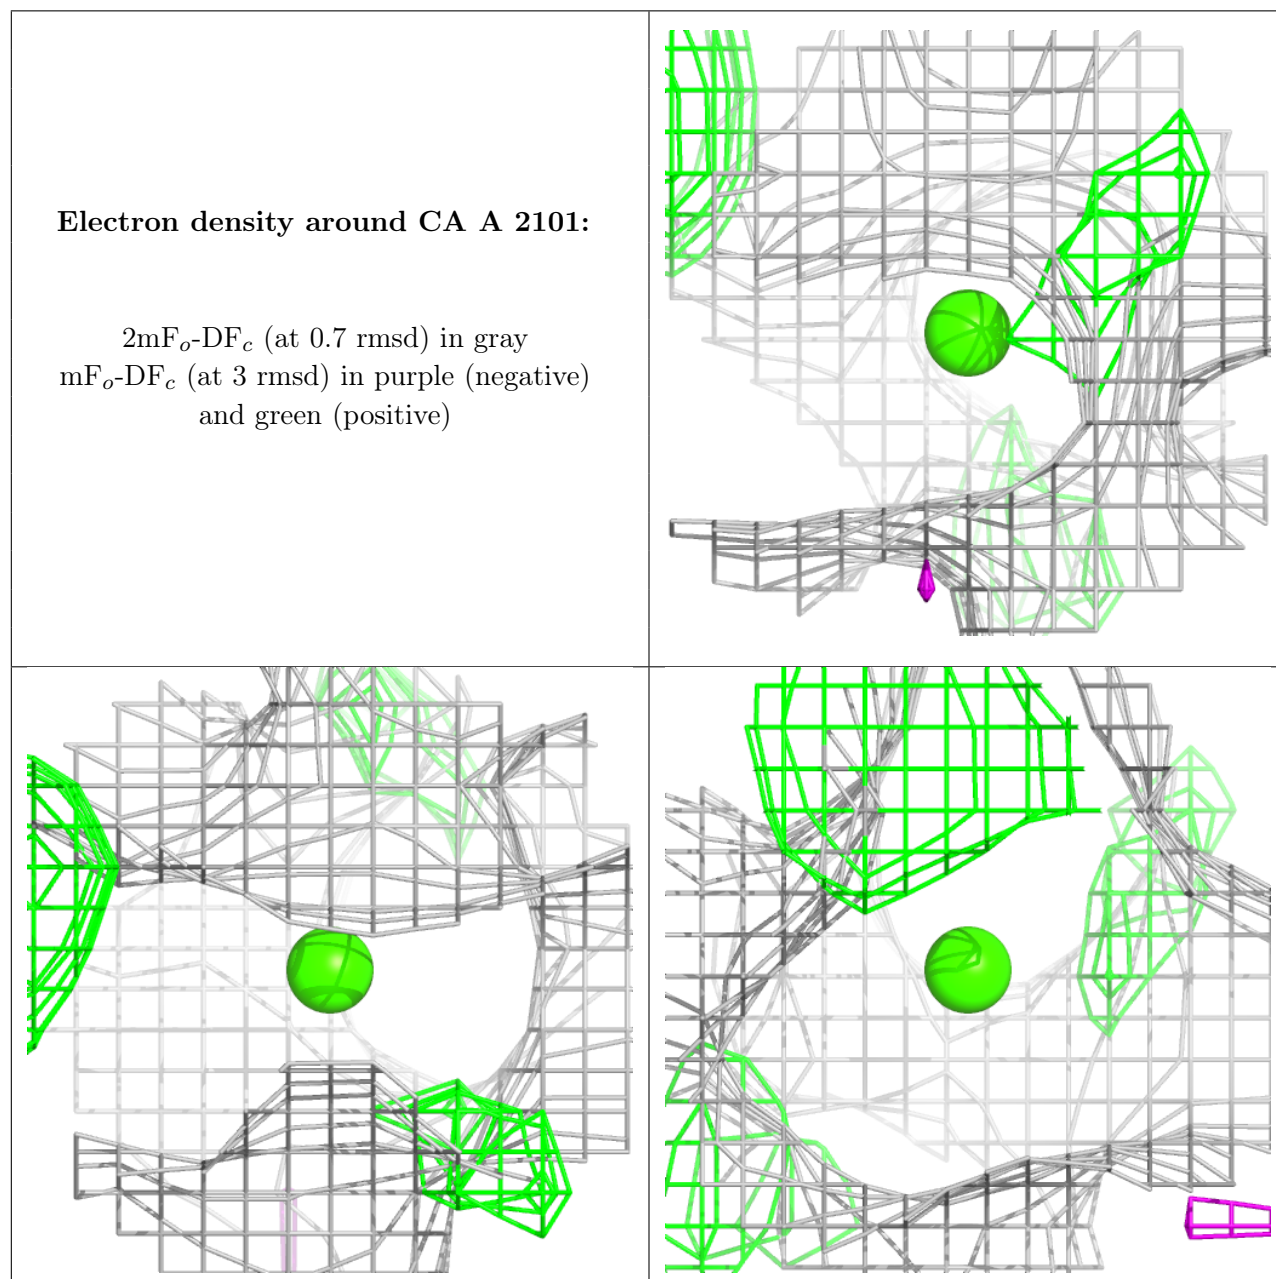 Electron density around CA A 2101:
2mFo-DFc (at 0.7 rmsd) in gray
mFo-DFc (at 3 rmsd) in purple (negative)
and green (positive)